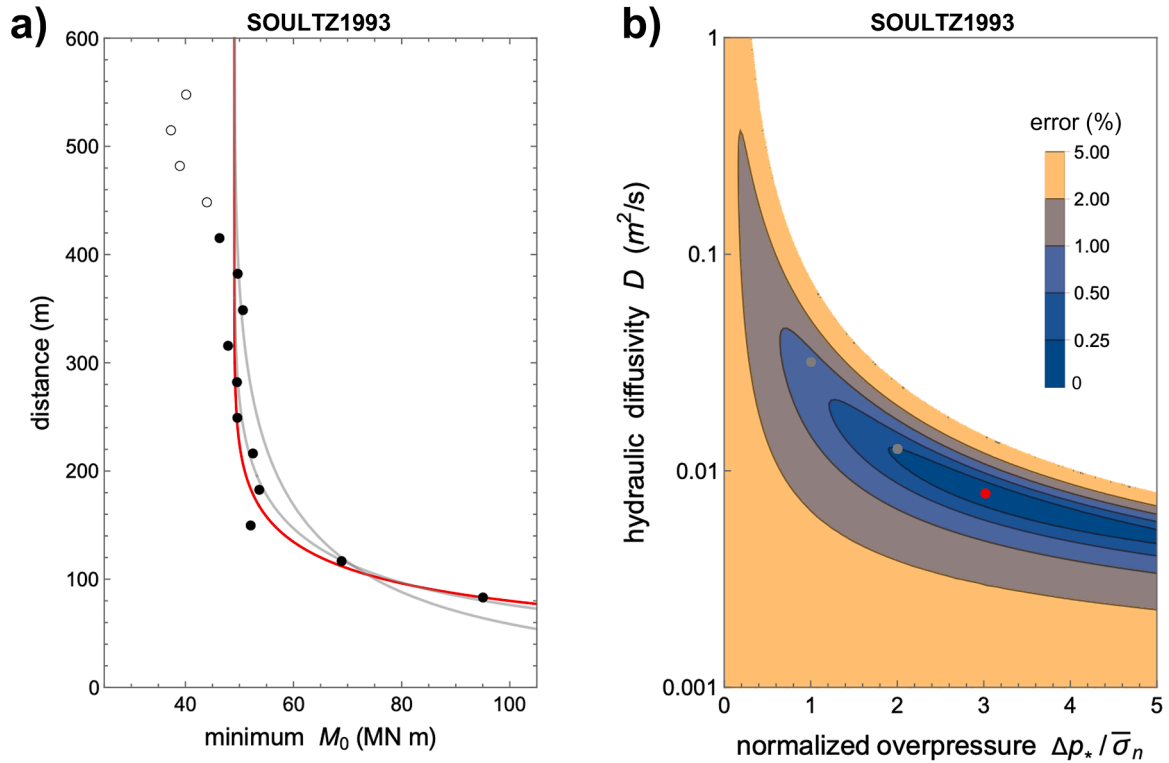 a)
SOULTZ1993
600
500
400
300
200
100
0
distance (m)
40 60 80 100
minimum M₀ (MN m)
b)
SOULTZ1993
1
0.1
0.01
0.001
hydraulic diffusivity D (m²/s)
error (%)
5.00
2.00
1.00
0.50
0.25
0
0 1 2 3 4 5
normalized overpressure Δp* / σ̅n